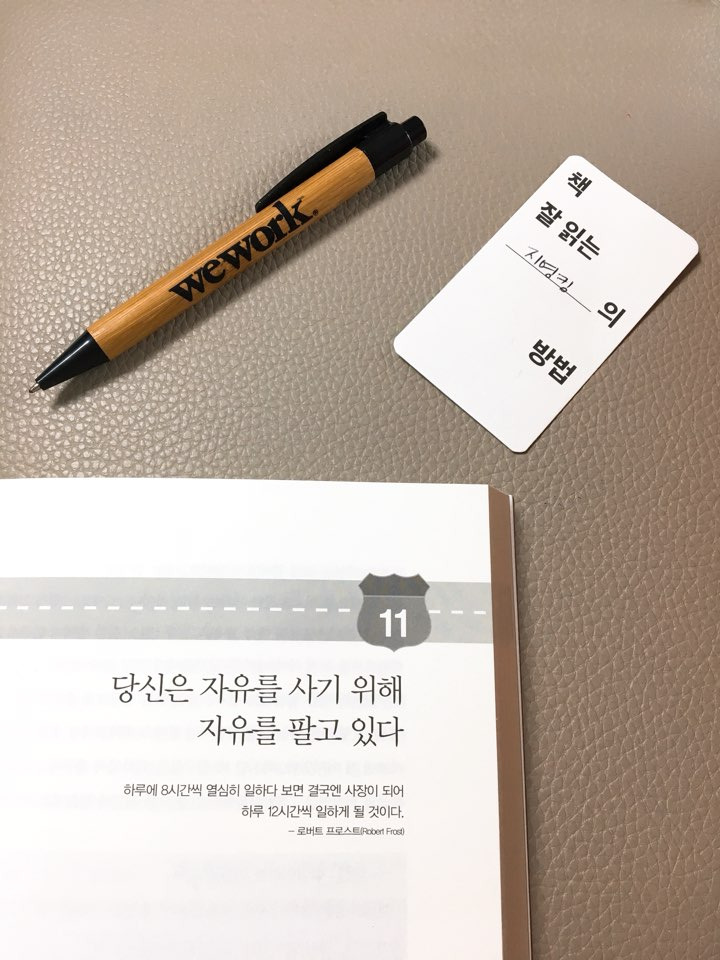 wework®
책
잘 읽는
지명킹 의
방법
11
당신은 자유를 사기 위해
자유를 팔고 있다
하루에 8시간씩 열심히 일하다 보면 결국엔 사장이 되어
하루 12시간씩 일하게 될 것이다.
– 로버트 프로스트(Robert Frost)